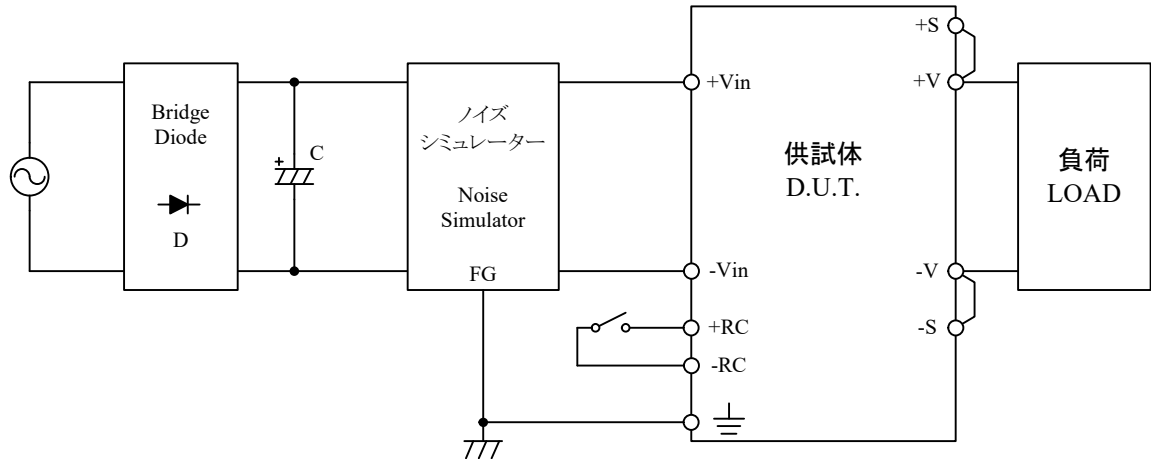 Bridge
Diode
D
+
C
ノイズ
シミュレーター
Noise
Simulator
FG
+Vin
-Vin
+RC
-RC
供試体
D.U.T.
+S
+V
-V
-S
負荷
LOAD